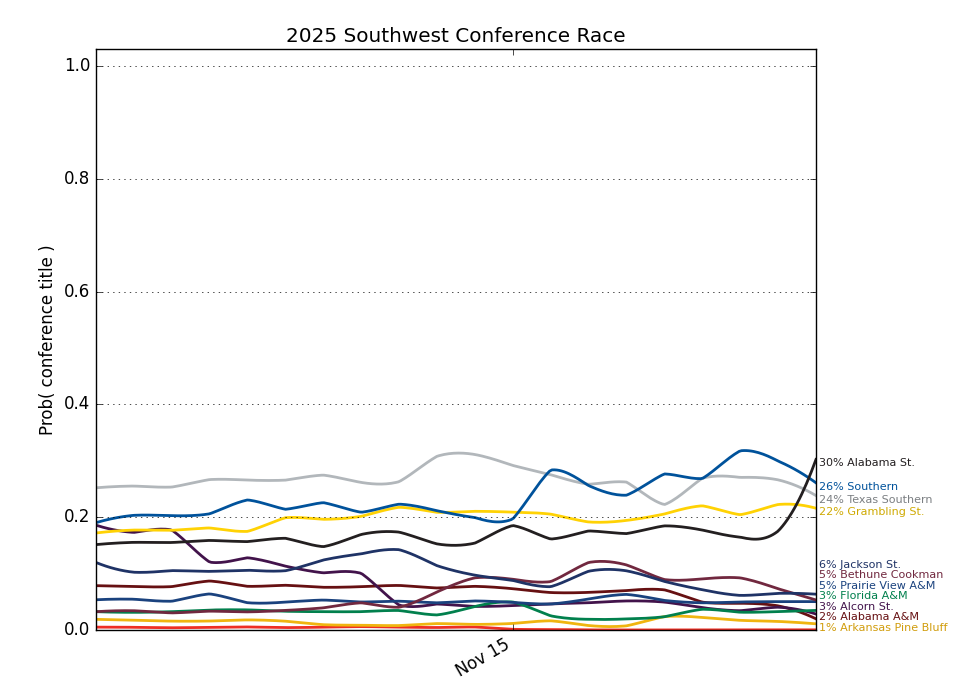 2025 Southwest Conference Race
1.0
0.8
0.6
0.4
0.2
0.0
Prob( conference title )
Nov 15
30% Alabama St.
26% Southern
24% Texas Southern
22% Grambling St.
6% Jackson St.
5% Bethune Cookman
5% Prairie View A&M
3% Florida A&M
3% Alcorn St.
2% Alabama A&M
1% Arkansas Pine Bluff